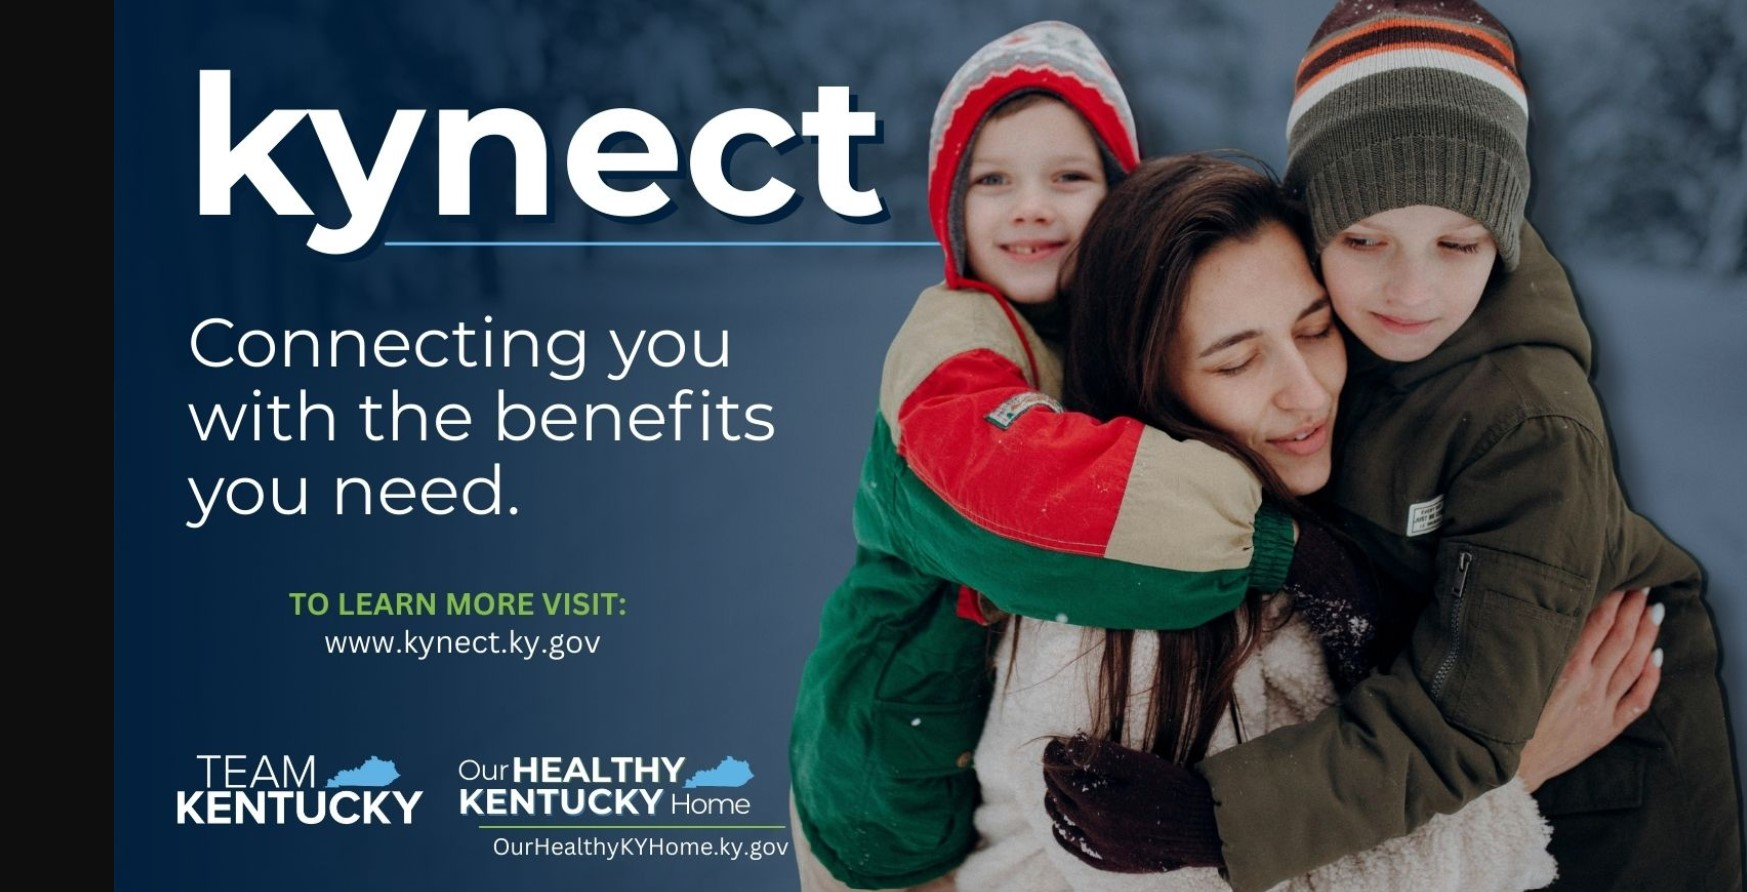 kynect
Connecting you
with the benefits
you need.
TO LEARN MORE VISIT:
www.kynect.ky.gov
TEAM
KENTUCKY
Our HEALTHY
KENTUCKY Home
OurHealthyKYHome.ky.gov